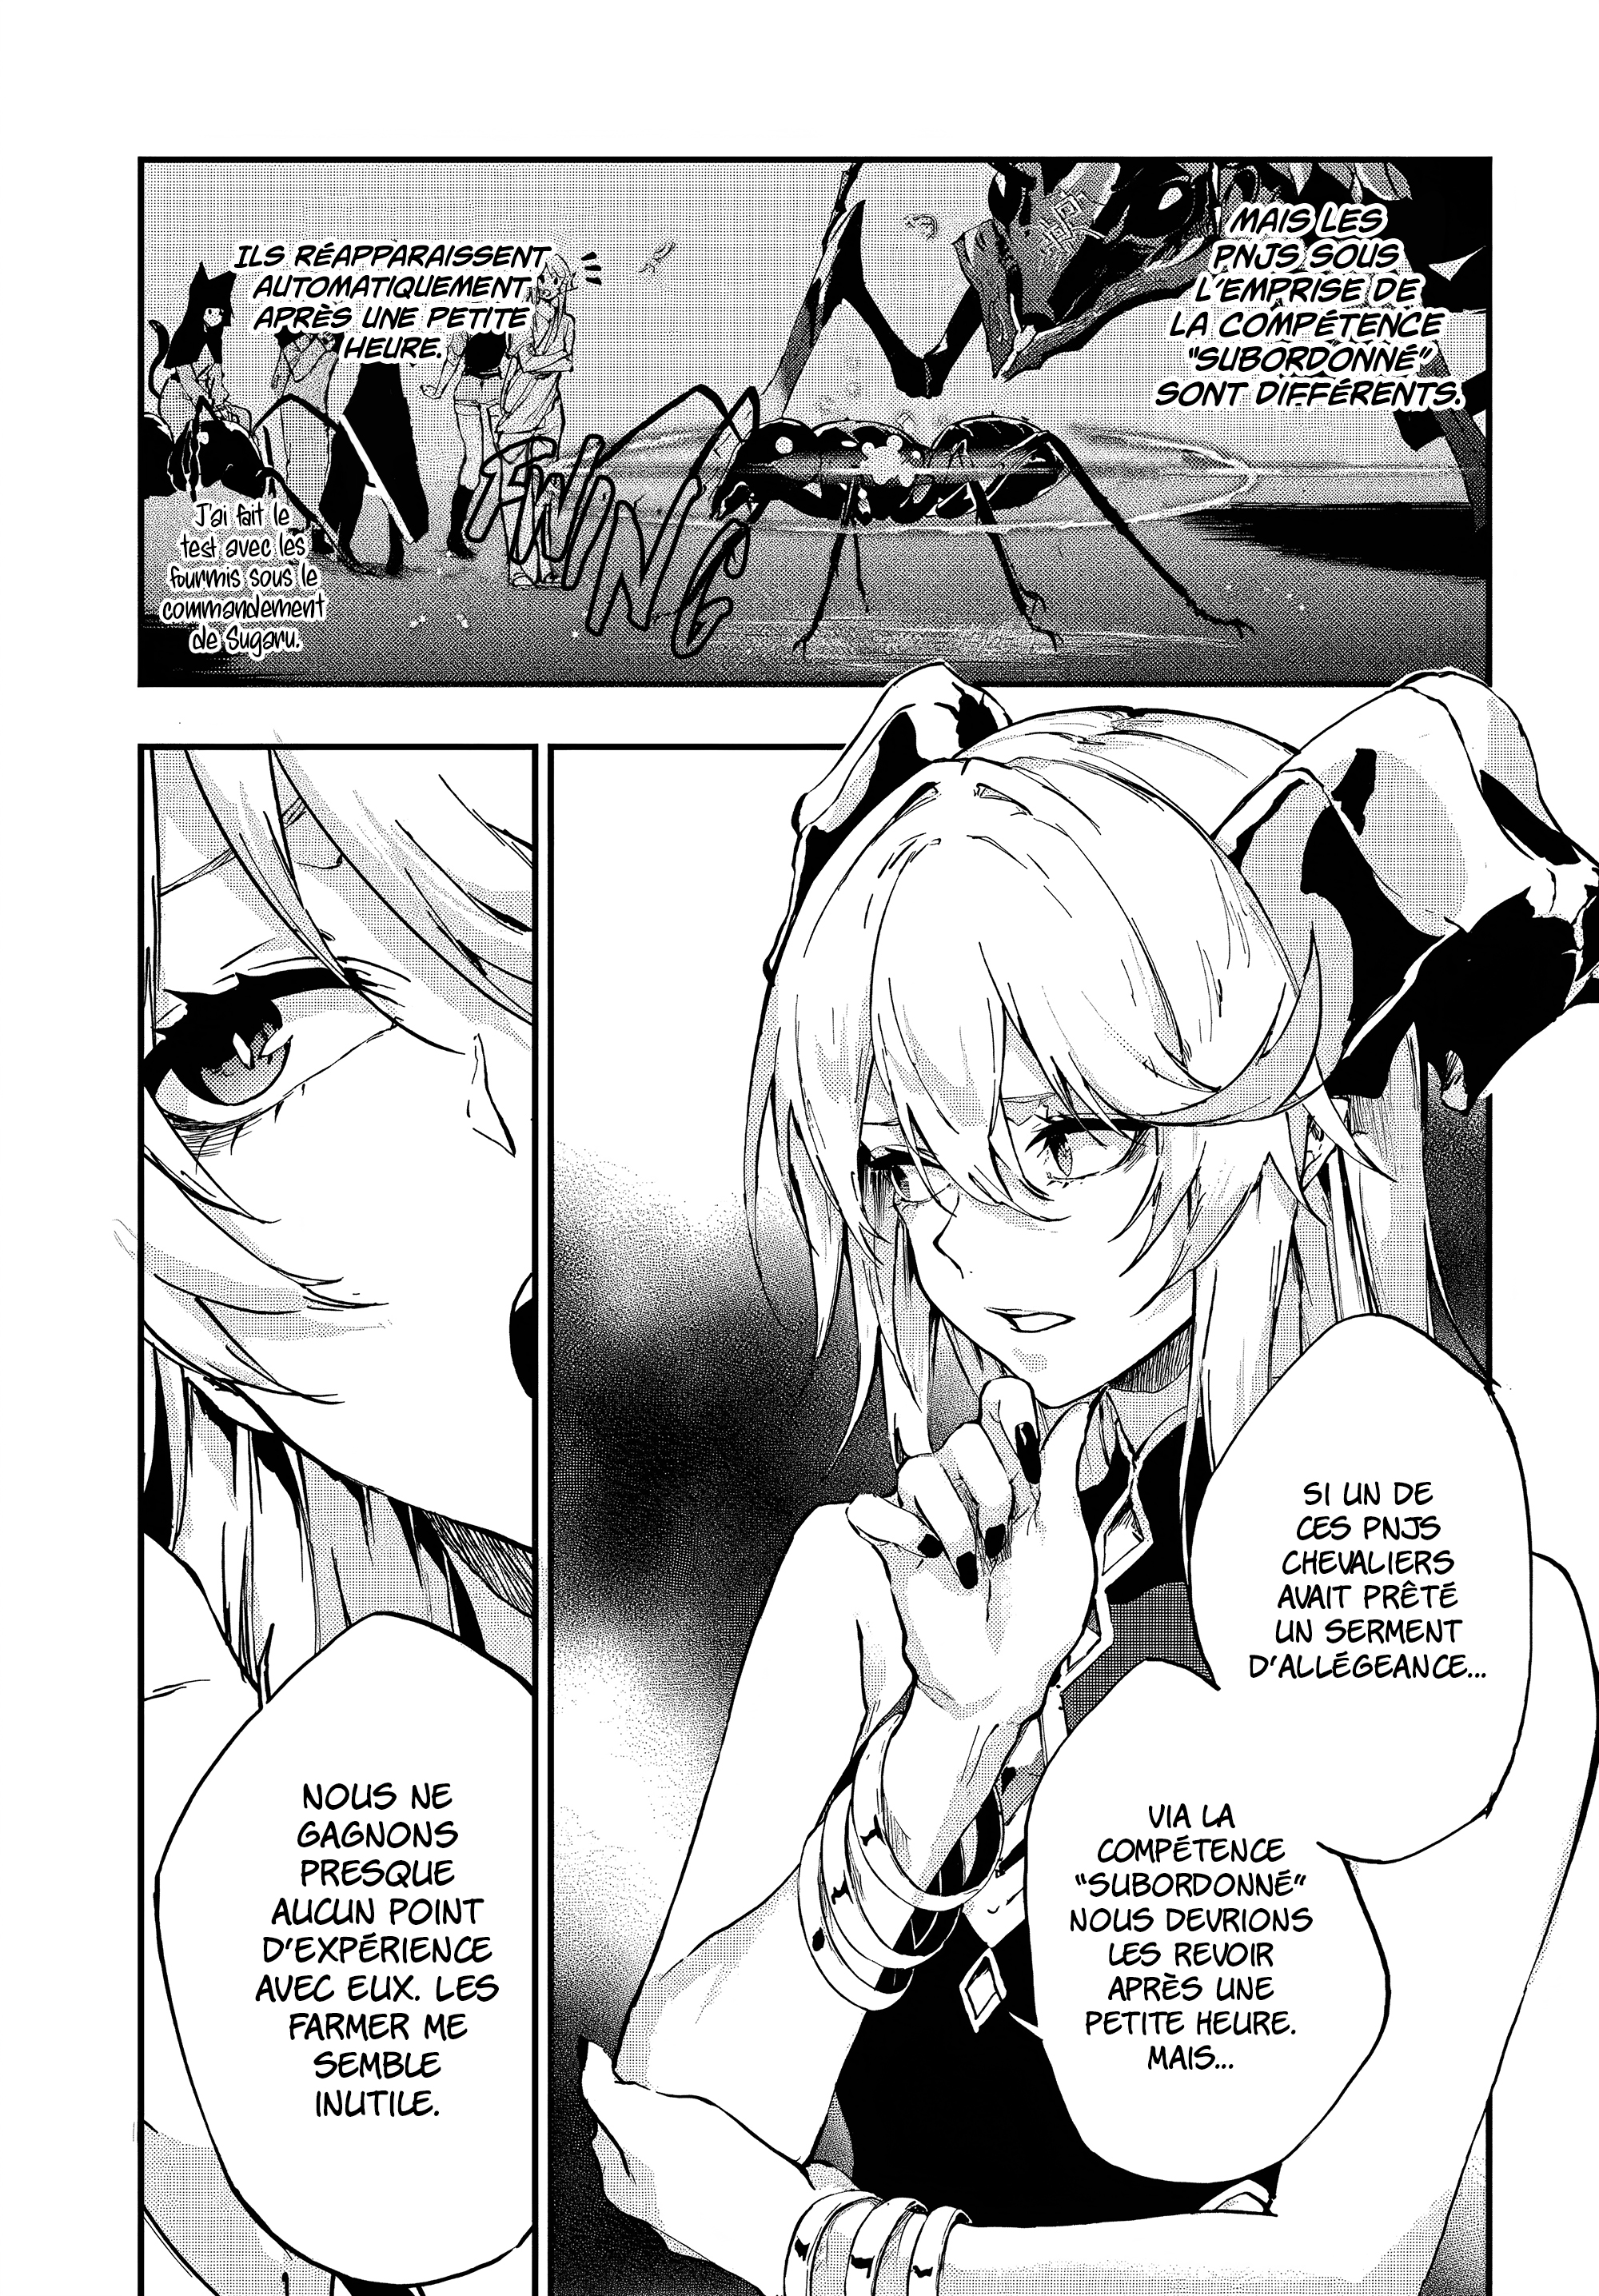 MAIS LES
PNJS SOUS
L'EMPRISE DE
LA COMPÉTENCE
"SUBORDONNÉ"
SONT DIFFÉRENTS.
ILS RÉAPPARAISSENT
AUTOMATIQUEMENT
APRÈS UNE PETITE
HEURE.
FWING
J'ai fait le
test avec les
fourmis sous le
commandement
de Sugaru.
SI UN DE
CES PNJS
CHEVALIERS
AVAIT PRÊTÉ
UN SERMENT
D'ALLÉGEANCE...
VIA LA
COMPÉTENCE
"SUBORDONNÉ"
NOUS DEVRIONS
LES REVOIR
APRÈS UNE
PETITE HEURE.
MAIS...
NOUS NE
GAGNONS
PRESQUE
AUCUN POINT
D'EXPÉRIENCE
AVEC EUX. LES
FARMER ME
SEMBLE
INUTILE.